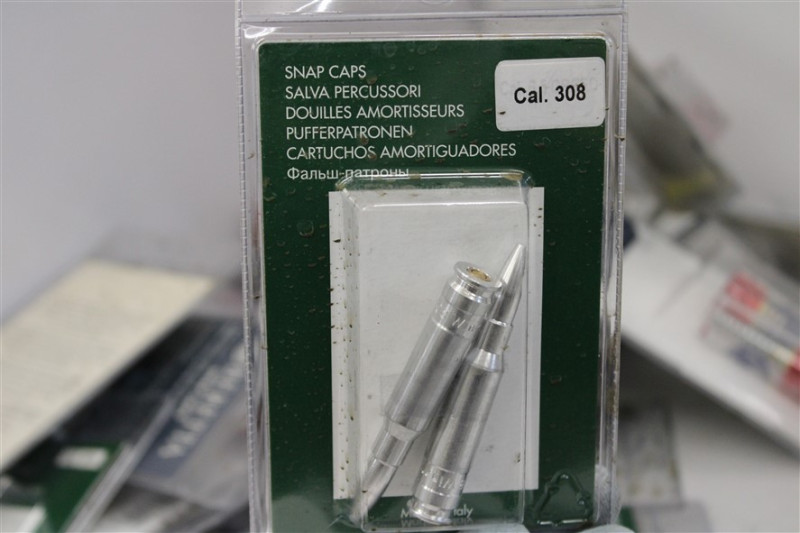 SNAP CAPS
SALVA PERCUSSORI
DOUILLES AMORTISSEURS
PUFFERPATRONEN
CARTUCHOS AMORTIGUADORES
Фальш-патроны
Cal. 308